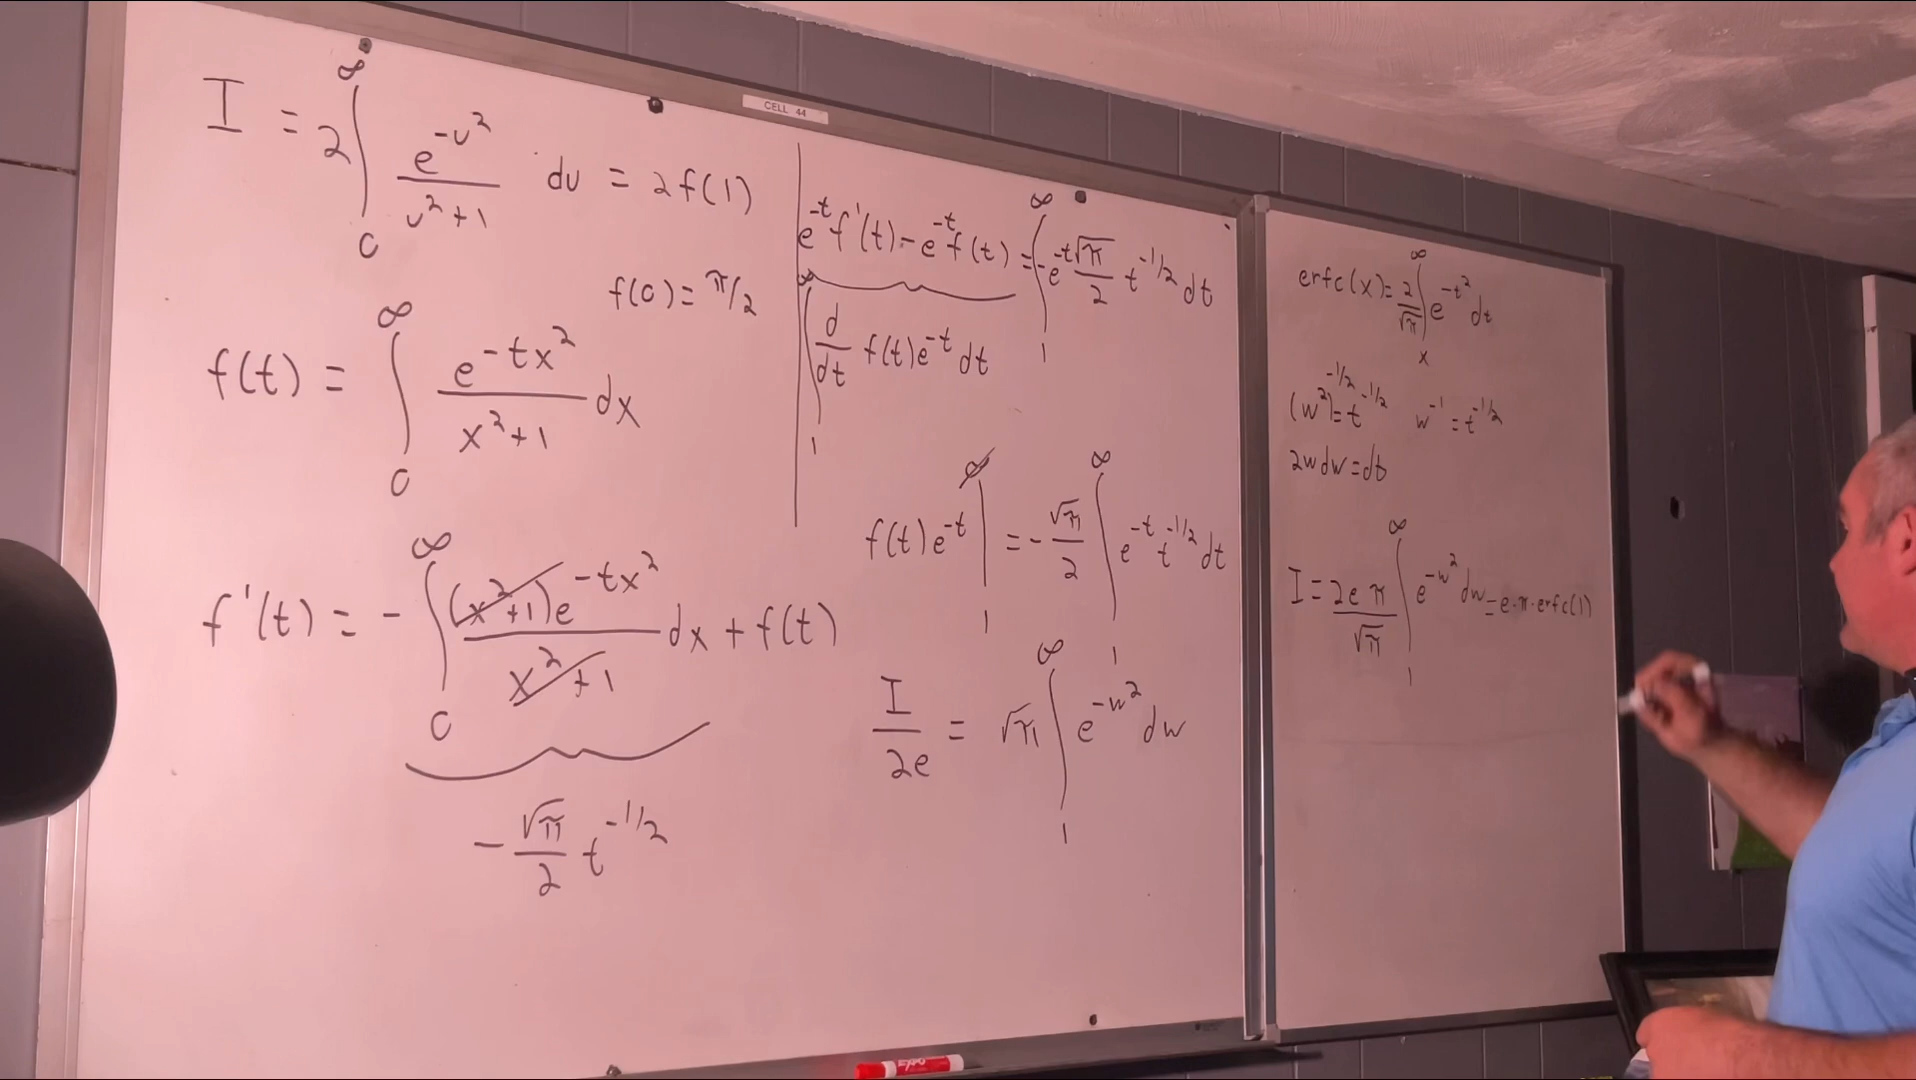 CELL 44
I = 2 ∫₀^∞ e^{-u²}/(u²+1) · du = 2f(1)
f(0) = π/2
f(t) = ∫₀^∞ e^{-tx²}/(x²+1) dx
f'(t) = - ∫₀^∞ (x²+1)e^{-tx²}/(x²+1) dx + f(t)
- √π/2 t^{-1/2}
e^{-t} f'(t) - e^{-t} f(t) = ∫₁^∞ -e^{-t} √π/2 t^{-1/2} dt
∫₁^∞ d/dt f(t)e^{-t} dt
f(t)e^{-t} |₁^∞ = - √π/2 ∫₁^∞ e^{-t} t^{-1/2} dt
I/2e = √π ∫₁^∞ e^{-w²} dw
erfc(x) = 2/√π ∫ₓ^∞ e^{-t²} dt
(w²)^{-1/2} = t^{-1/2} w^{-1} = t^{-1/2}
2w dw = dt
I = 2e π/√π ∫₁^∞ e^{-w²} dw = e·π·erfc(1)
EXPO